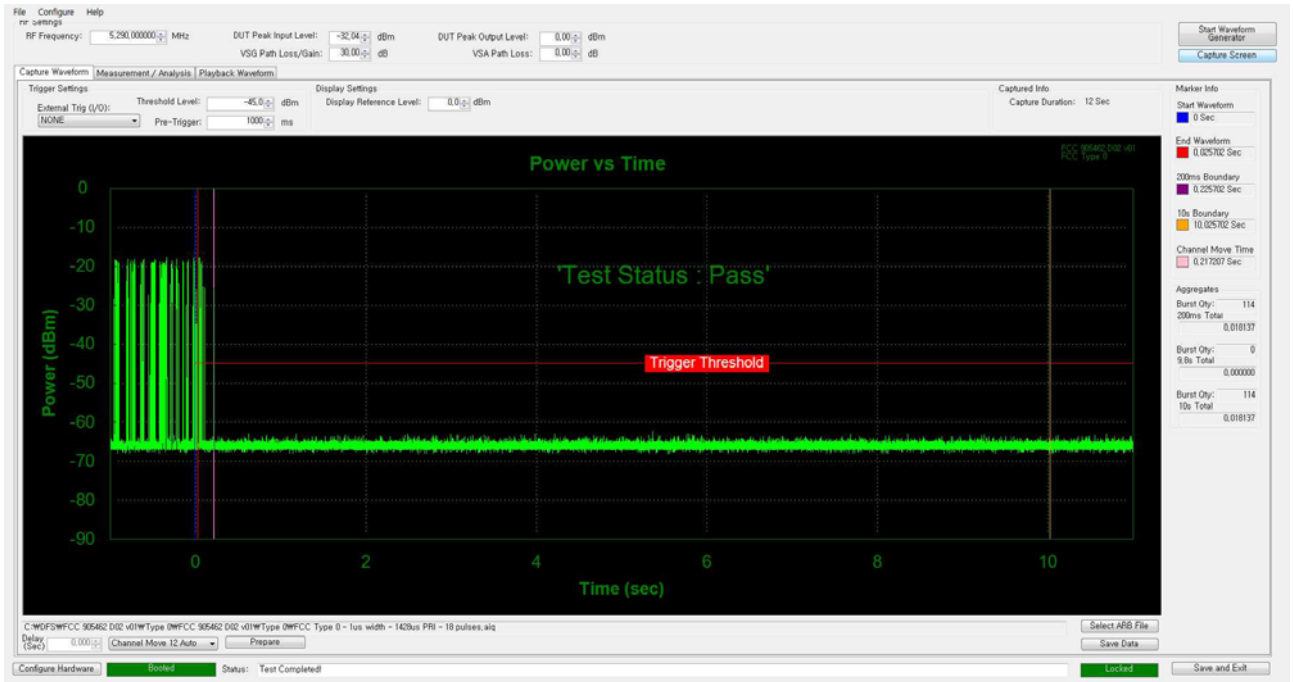 File Configure Help
RF Settings
RF Frequency: 5,290,000000 MHz DUT Peak Input Level: -32,04 dBm DUT Peak Output Level: 0,00 dBm
VSG Path Loss/Gain: 30,00 dB VSA Path Loss: 0,00 dB
Start Waveform Generator
Capture Screen
Capture Waveform Measurement / Analysis Playback Waveform
Trigger Settings
External Trig (I/O): Threshold Level: -45,0 dBm
NONE Pre-Trigger: 1000 ms
Display Settings
Display Reference Level: 0,0 dBm
Captured Info
Capture Duration: 12 Sec
Marker Info
Start Waveform
0 Sec
End Waveform
0,025702 Sec
200ms Boundary
0,225702 Sec
10s Boundary
10,025702 Sec
Channel Move Time
0,217207 Sec
Aggregates
Burst Qty: 114
200ms Total
0,018137
Burst Qty: 0
9,8s Total
0,000000
Burst Qty: 114
10s Total
0,018137
FCC 905462 D02 v01
FCC Type 0
Power vs Time
'Test Status : Pass'
Trigger Threshold
Power (dBm)
0
-10
-20
-30
-40
-50
-60
-70
-80
-90
0 2 4 6 8 10
Time (sec)
C:₩DFS₩FCC 905462 D02 v01₩Type 0₩FCC 905462 D02 v01₩Type 0₩FCC Type 0 - 1us width - 1428us PRI - 18 pulses,aiq
Select ARB File
Delay (Sec) 0,000 Channel Move 12 Auto Prepare
Save Data
Configure Hardware Booted Status: Test Completed! Locked Save and Exit